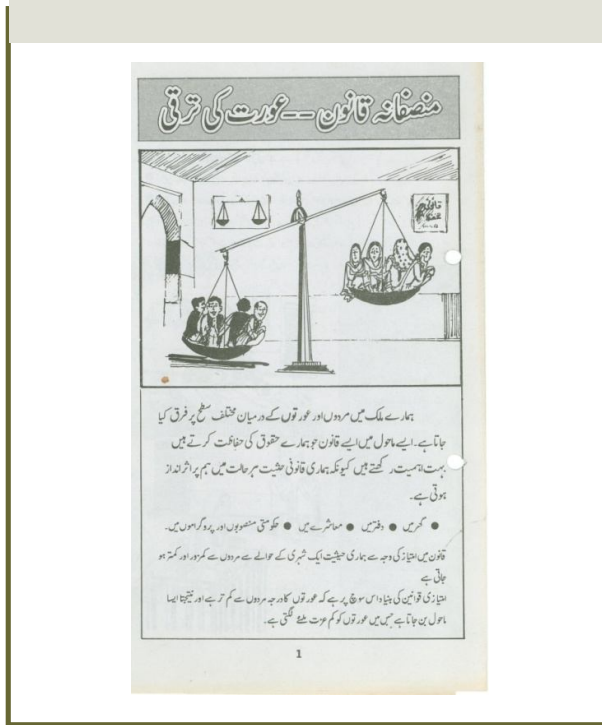 منصفانہ قانون -- عورت کی ترقی
قانونی
ہمارے ملک میں مردوں اور عورتوں کے درمیان مختلف سطح پر فرق کیا
جاتا ہے۔ ایسے ماحول میں ایسے قانون جو ہمارے حقوق کی حفاظت کرتے ہیں
بہت اہمیت رکھتے ہیں کیونکہ ہماری قانونی حثیت ہر حالت میں ہم پر اثر انداز
ہوتی ہے۔
● گھر میں ● دفتر میں ● معاشرے میں ● حکومتی منصوبوں اور پروگراموں میں۔
قانون میں امتیاز کی وجہ سے ہماری حیثیت ایک شہری کے حوالے سے مردوں سے کمزور اور کمتر ہو
جاتی ہے
امتیازی قوانین کی بنیاد اس سوچ پر ہے کہ عورتوں کا درجہ مردوں سے کم تر ہے اور نتیجتا ایسا
ماحول بن جاتا ہے جس میں عورتوں کو کم عزت ملنے لگتی ہے۔
1